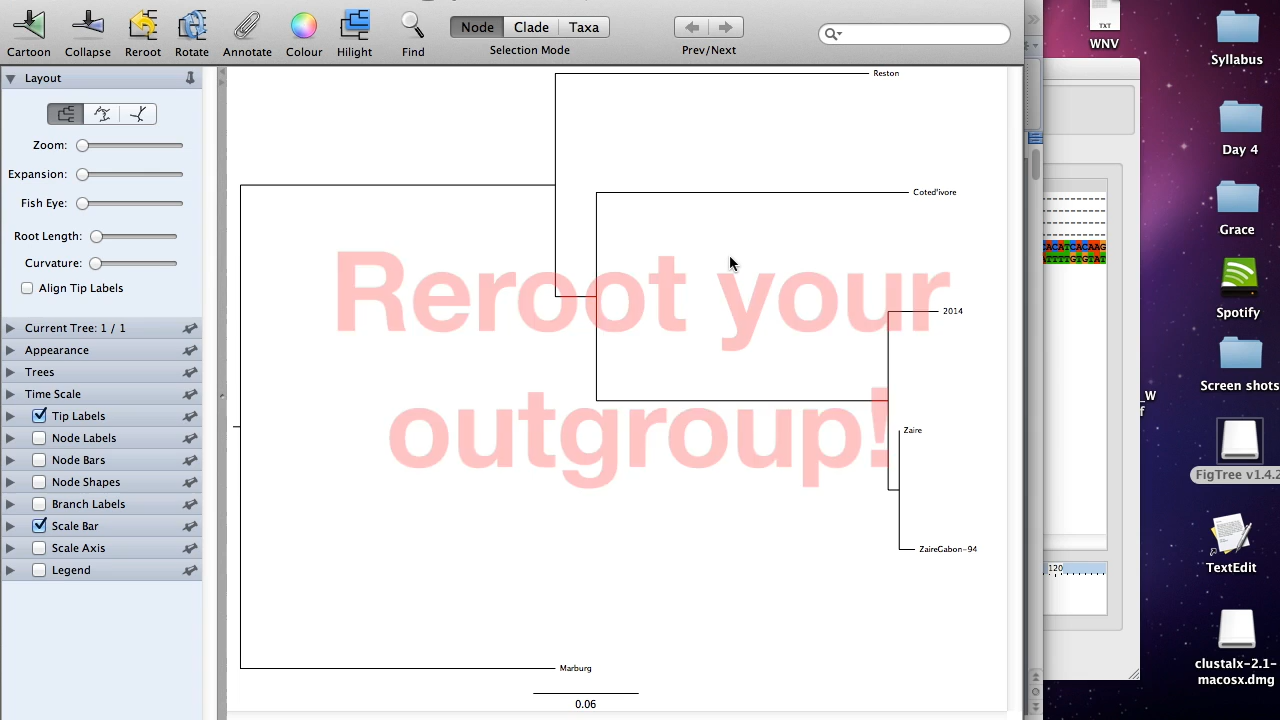 Cartoon Collapse Reroot Rotate Annotate Colour Hilight Find
Node Clade Taxa
Selection Mode
Prev/Next
Layout
Zoom:
Expansion:
Fish Eye:
Root Length:
Curvature:
Align Tip Labels
Current Tree: 1 / 1
Appearance
Trees
Time Scale
Tip Labels
Node Labels
Node Bars
Node Shapes
Branch Labels
Scale Bar
Scale Axis
Legend
Reston
Coted'ivore
2014
Zaire
ZaireGabon-94
Marburg
0.06
Reroot your
outgroup!
TXT
WNV
CACATCACAAG
ATTTTGTGTAT
120
Syllabus
Day 4
Grace
Spotify
Screen shots
FigTree v1.4.2
TextEdit
clustalx-2.1-
macosx.dmg